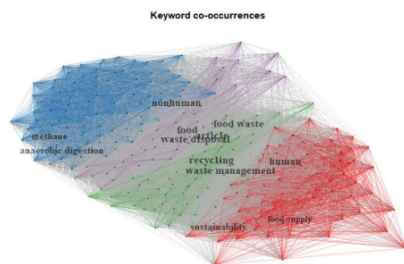 Keyword co-occurrences
nonhuman
food waste
food
article
waste disposal
methane
anaerobic digestion
recycling
human
waste management
food supply
sustainability